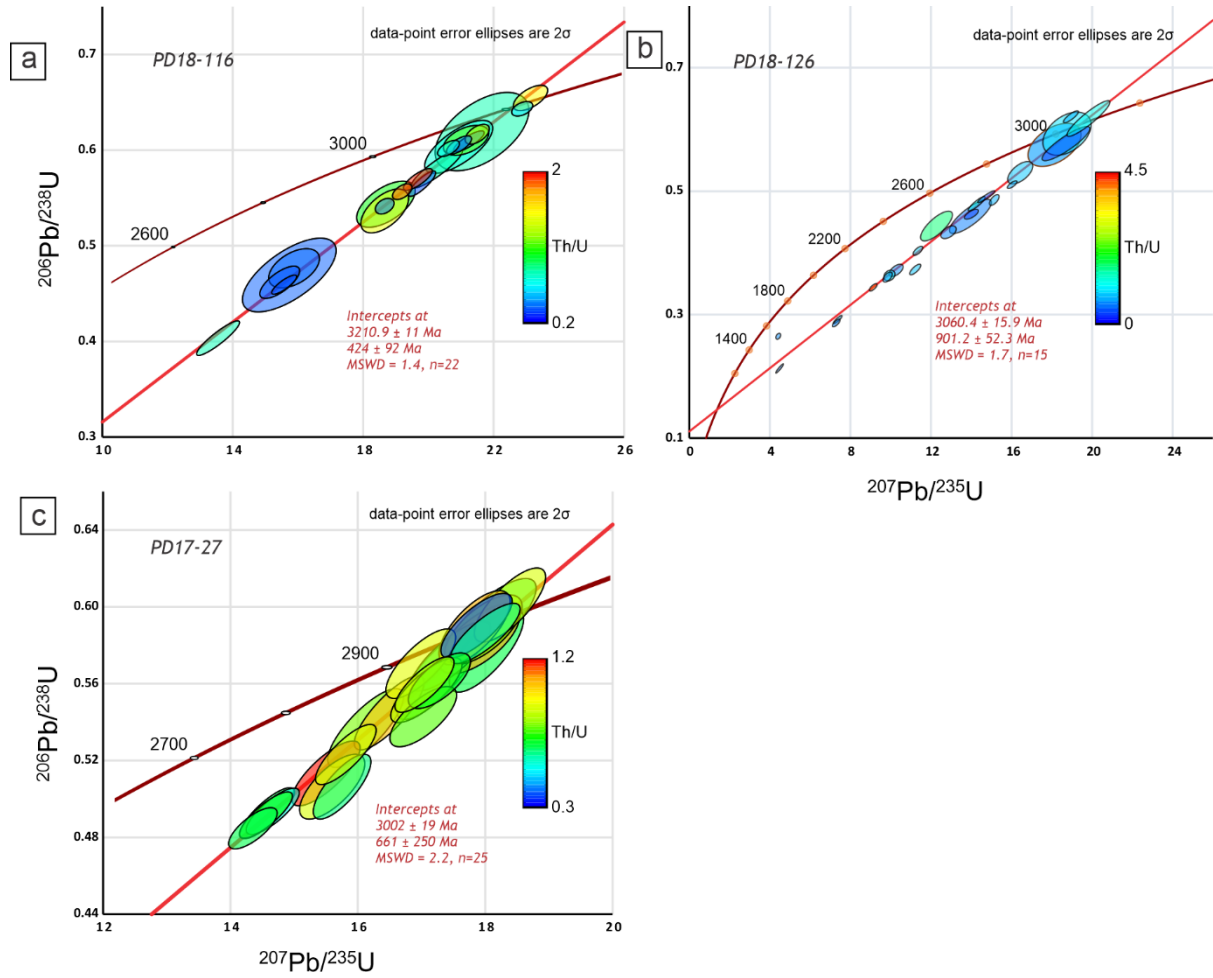 a
PD18-116
data-point error ellipses are 2σ
0.7
0.6
0.5
0.4
0.3
206Pb/238U
3000
2600
2
Th/U
0.2
Intercepts at
3210.9 ± 11 Ma
424 ± 92 Ma
MSWD = 1.4, n=22
10
14
18
22
26
b
data-point error ellipses are 2σ
PD18-126
0.7
0.5
0.3
0.1
3000
2600
2200
1800
1400
4.5
Th/U
0
Intercepts at
3060.4 ± 15.9 Ma
901.2 ± 52.3 Ma
MSWD = 1.7, n=15
0
4
8
12
16
20
24
207Pb/235U
c
data-point error ellipses are 2σ
PD17-27
0.64
0.60
0.56
0.52
0.48
0.44
206Pb/238U
2900
2700
1.2
Th/U
0.3
Intercepts at
3002 ± 19 Ma
661 ± 250 Ma
MSWD = 2.2, n=25
12
14
16
18
20
207Pb/235U